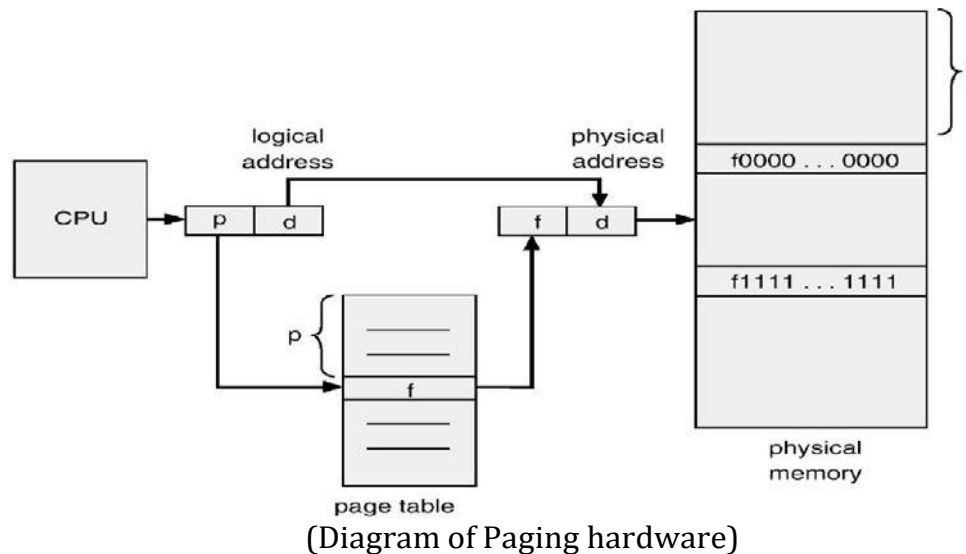 logical
address
physical
address
f0000 . . . 0000
CPU
p
d
f
d
f1111 . . . 1111
p
f
physical
memory
page table
(Diagram of Paging hardware)